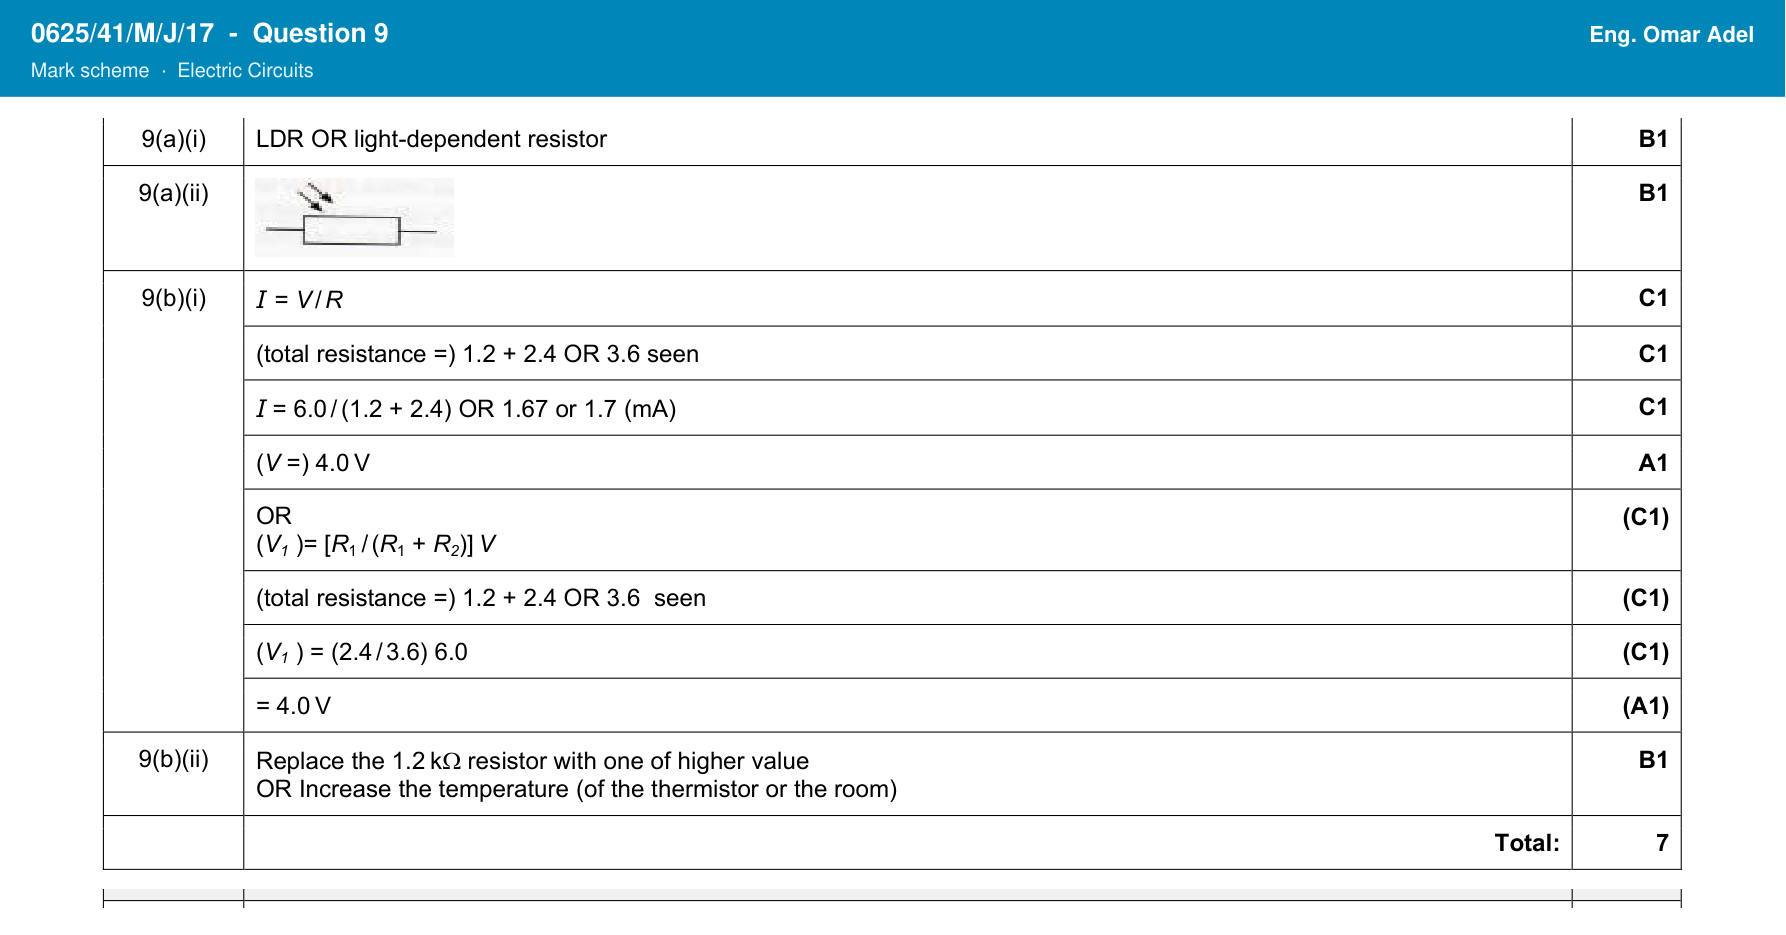 0625/41/M/J/17 - Question 9
Eng. Omar Adel
Mark scheme · Electric Circuits
9(a)(i) LDR OR light-dependent resistor B1
9(a)(ii) B1
9(b)(i) I = V/R C1
(total resistance =) 1.2 + 2.4 OR 3.6 seen C1
I = 6.0/(1.2 + 2.4) OR 1.67 or 1.7 (mA) C1
(V =) 4.0 V A1
OR (C1)
(V₁ )= [R₁/(R₁ + R₂)] V
(total resistance =) 1.2 + 2.4 OR 3.6 seen (C1)
(V₁ ) = (2.4/3.6) 6.0 (C1)
= 4.0 V (A1)
9(b)(ii) Replace the 1.2 kΩ resistor with one of higher value B1
OR Increase the temperature (of the thermistor or the room)
Total: 7